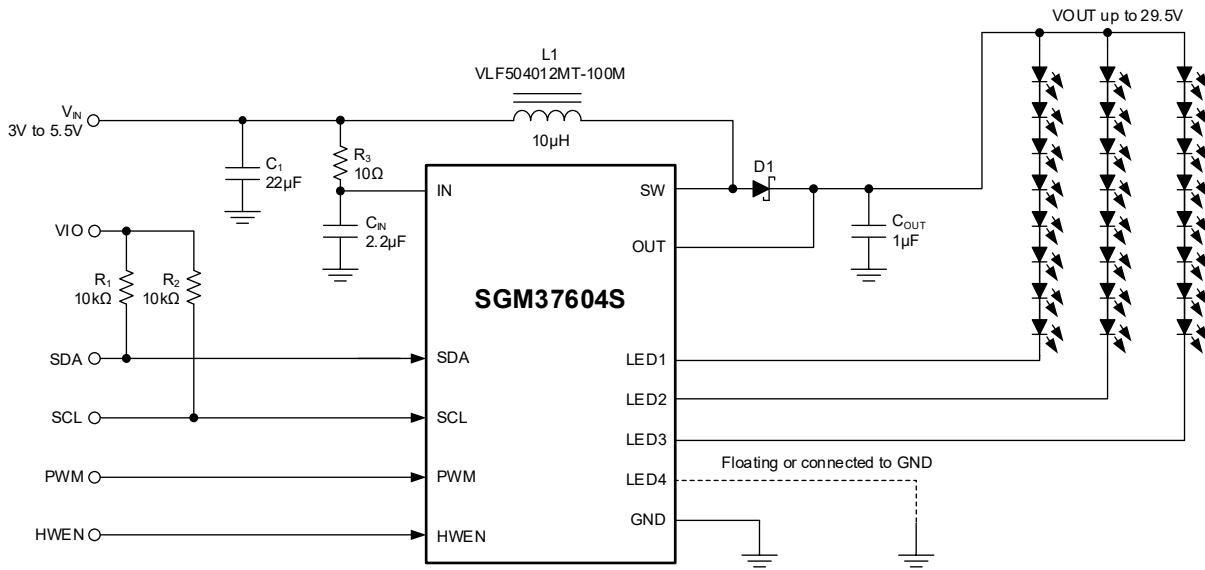 VOUT up to 29.5V
L1
VLF504012MT-100M
10µH
VIN
3V to 5.5V
C1
22µF
R3
10Ω
CIN
2.2µF
VIO
R1
10kΩ
R2
10kΩ
SDA
SCL
PWM
HWEN
IN
SDA
SCL
PWM
HWEN
SGM37604S
SW
OUT
LED1
LED2
LED3
LED4
GND
D1
COUT
1µF
Floating or connected to GND